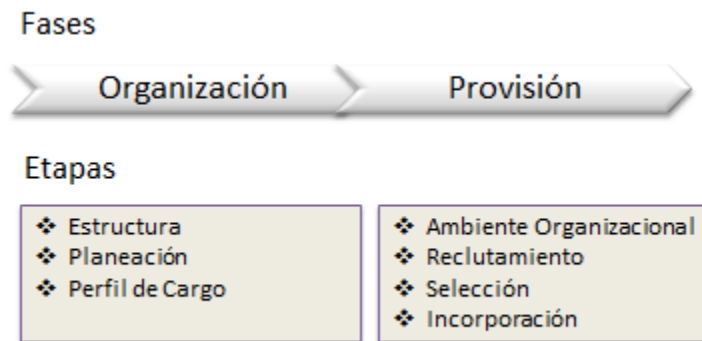 Fases
Organización
Provisión
Etapas
Estructura
Planeación
Perfil de Cargo
Ambiente Organizacional
Reclutamiento
Selección
Incorporación